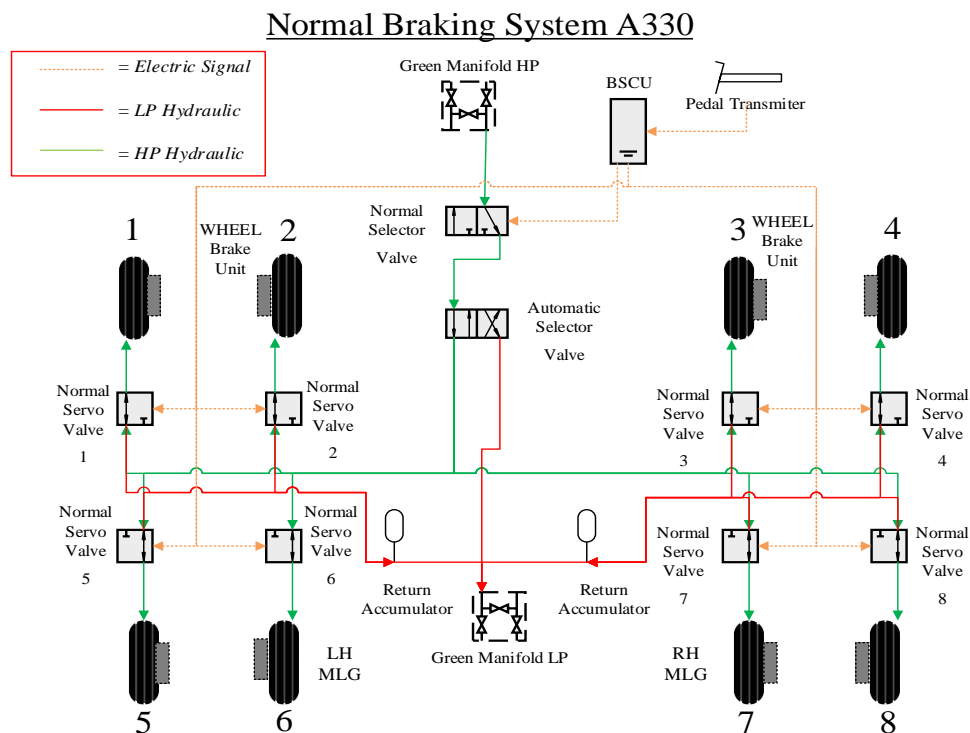 Normal Braking System A330
= Electric Signal
= LP Hydraulic
= HP Hydraulic
Green Manifold HP
BSCU
Pedal Transmiter
Normal
Selector
Valve
Automatic
Selector
Valve
1
WHEEL
Brake
Unit
2
3
WHEEL
Brake
Unit
4
Normal
Servo
Valve
1
Normal
Servo
Valve
2
Normal
Servo
Valve
3
Normal
Servo
Valve
4
Normal
Servo
Valve
5
Normal
Servo
Valve
6
Normal
Servo
Valve
7
Normal
Servo
Valve
8
Return
Accumulator
Return
Accumulator
Green Manifold LP
LH
MLG
RH
MLG
5
6
7
8